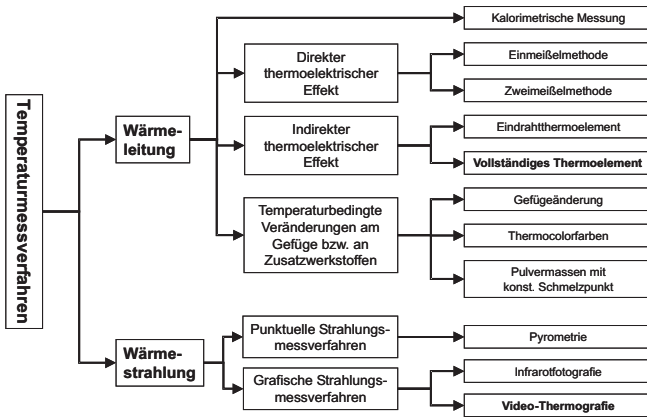 Temperaturmessverfahren
Wärme-
leitung
Kalorimetrische Messung
Direkter
thermoelektrischer
Effekt
Einmeißelmethode
Zweimeißelmethode
Indirekter
thermoelektrischer
Effekt
Eindrahtthermoelement
Vollständiges Thermoelement
Temperaturbedingte
Veränderungen am
Gefüge bzw. an
Zusatzwerkstoffen
Gefügeänderung
Thermocolorfarben
Pulvermassen mit
konst. Schmelzpunkt
Wärme-
strahlung
Punktuelle Strahlungs-
messverfahren
Pyrometrie
Grafische Strahlungs-
messverfahren
Infrarotfotografie
Video-Thermografie